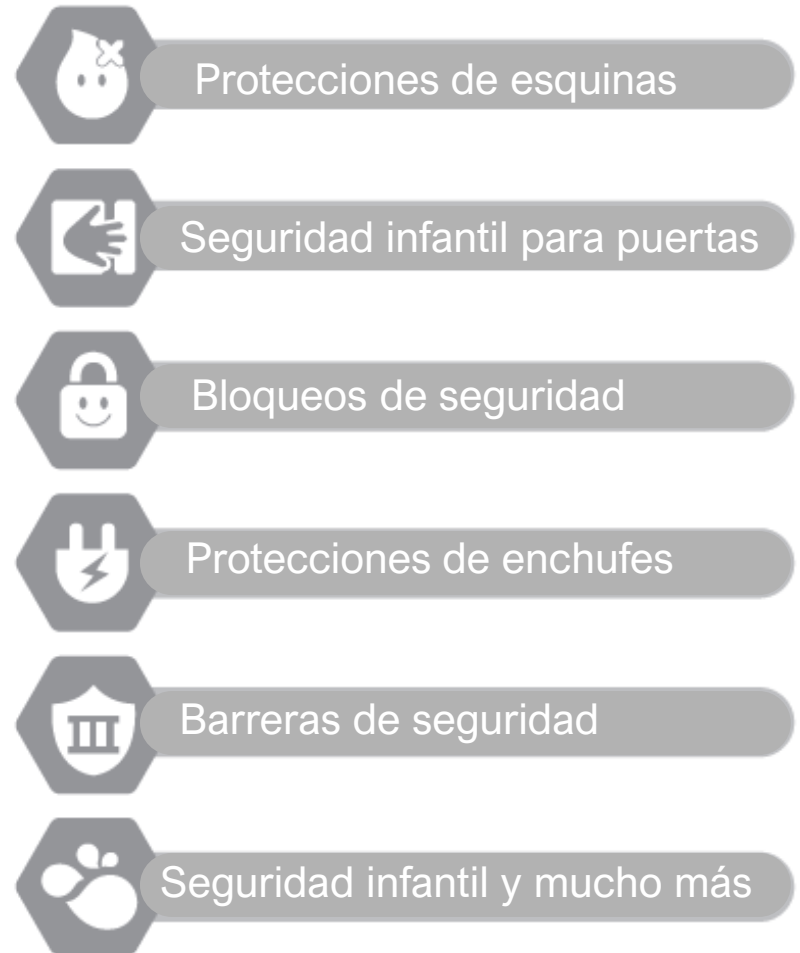 Protecciones de esquinas
Seguridad infantil para puertas
Bloqueos de seguridad
Protecciones de enchufes
Barreras de seguridad
Seguridad infantil y mucho más